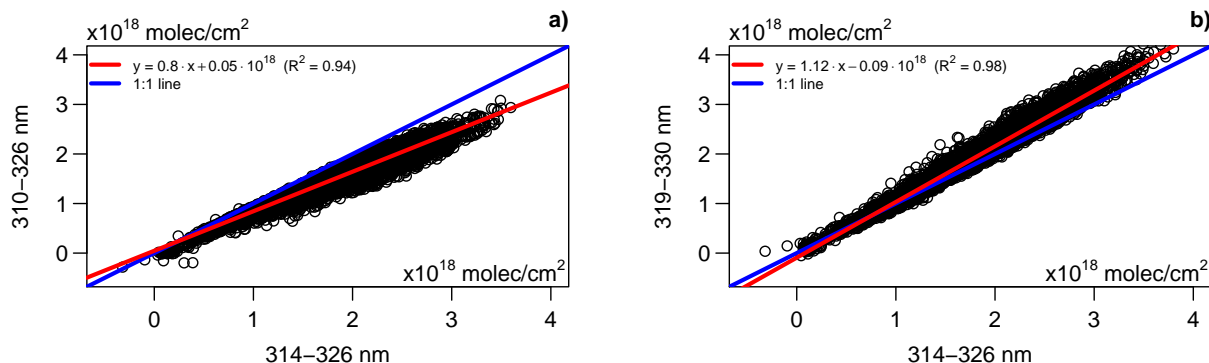 a)
x10^18 molec/cm^2
y = 0.8 · x + 0.05 · 10^18 (R^2 = 0.94)
1:1 line
310−326 nm
4
3
2
1
0
x10^18 molec/cm^2
0 1 2 3 4
314−326 nm
b)
x10^18 molec/cm^2
y = 1.12 · x − 0.09 · 10^18 (R^2 = 0.98)
1:1 line
319−330 nm
4
3
2
1
0
x10^18 molec/cm^2
0 1 2 3 4
314−326 nm